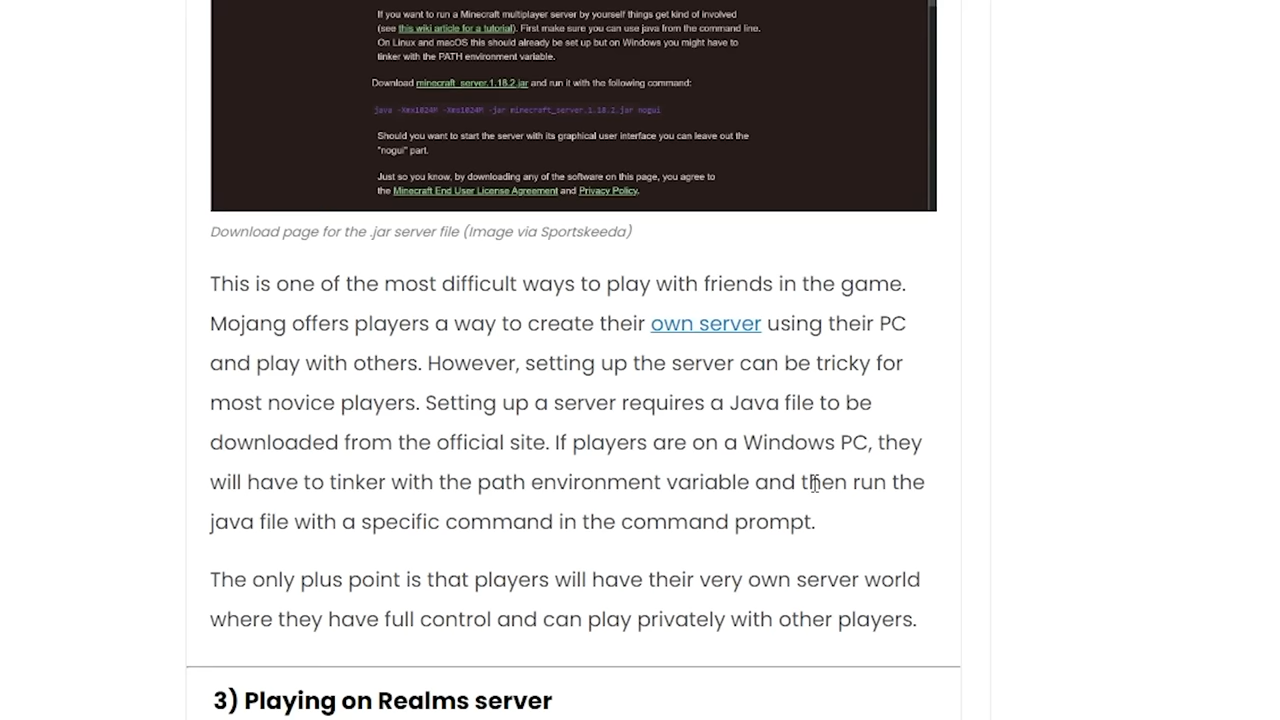 If you want to run a Minecraft multiplayer server by yourself things get kind of involved
(see this wiki article for a tutorial). First make sure you can use java from the command line.
On Linux and macOS this should already be set up but on Windows you might have to
tinker with the PATH environment variable.
Download minecraft_server.1.18.2.jar and run it with the following command:
java -Xmx1024M -Xms1024M -jar minecraft_server.1.18.2.jar nogui
Should you want to start the server with its graphical user interface you can leave out the
"nogui" part.
Just so you know, by downloading any of the software on this page, you agree to
the Minecraft End User License Agreement and Privacy Policy.
Download page for the .jar server file (Image via Sportskeeda)
This is one of the most difficult ways to play with friends in the game.
Mojang offers players a way to create their own server using their PC
and play with others. However, setting up the server can be tricky for
most novice players. Setting up a server requires a Java file to be
downloaded from the official site. If players are on a Windows PC, they
will have to tinker with the path environment variable and then run the
java file with a specific command in the command prompt.
The only plus point is that players will have their very own server world
where they have full control and can play privately with other players.
3) Playing on Realms server